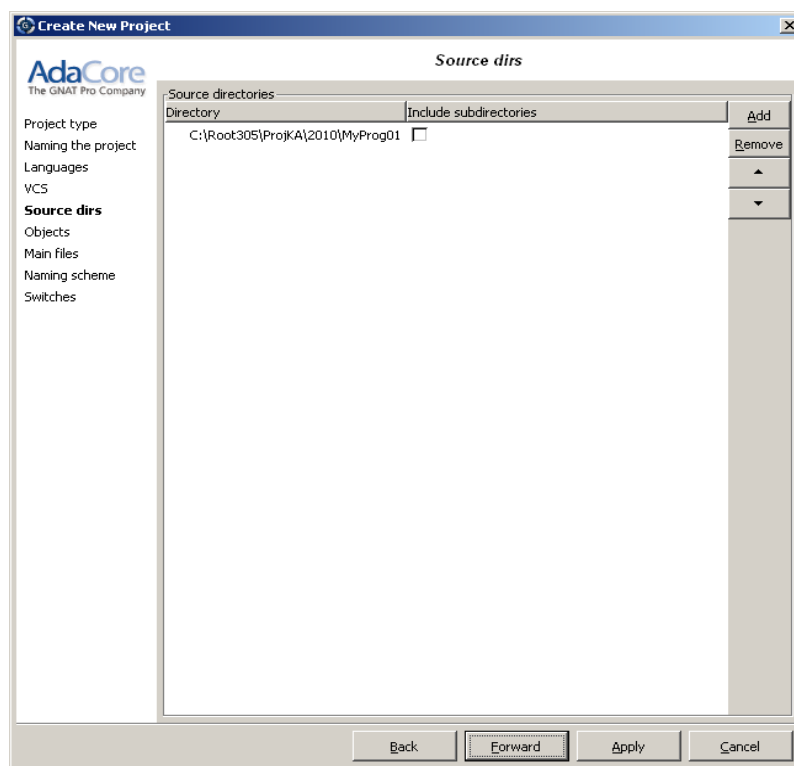 Create New Project
Source dirs
AdaCore
The GNAT Pro Company
Project type
Naming the project
Languages
VCS
Source dirs
Objects
Main files
Naming scheme
Switches
Source directories
Directory Include subdirectories
C:\Root305\ProjKA\2010\MyProg01
Add
Remove
Back Forward Apply Cancel